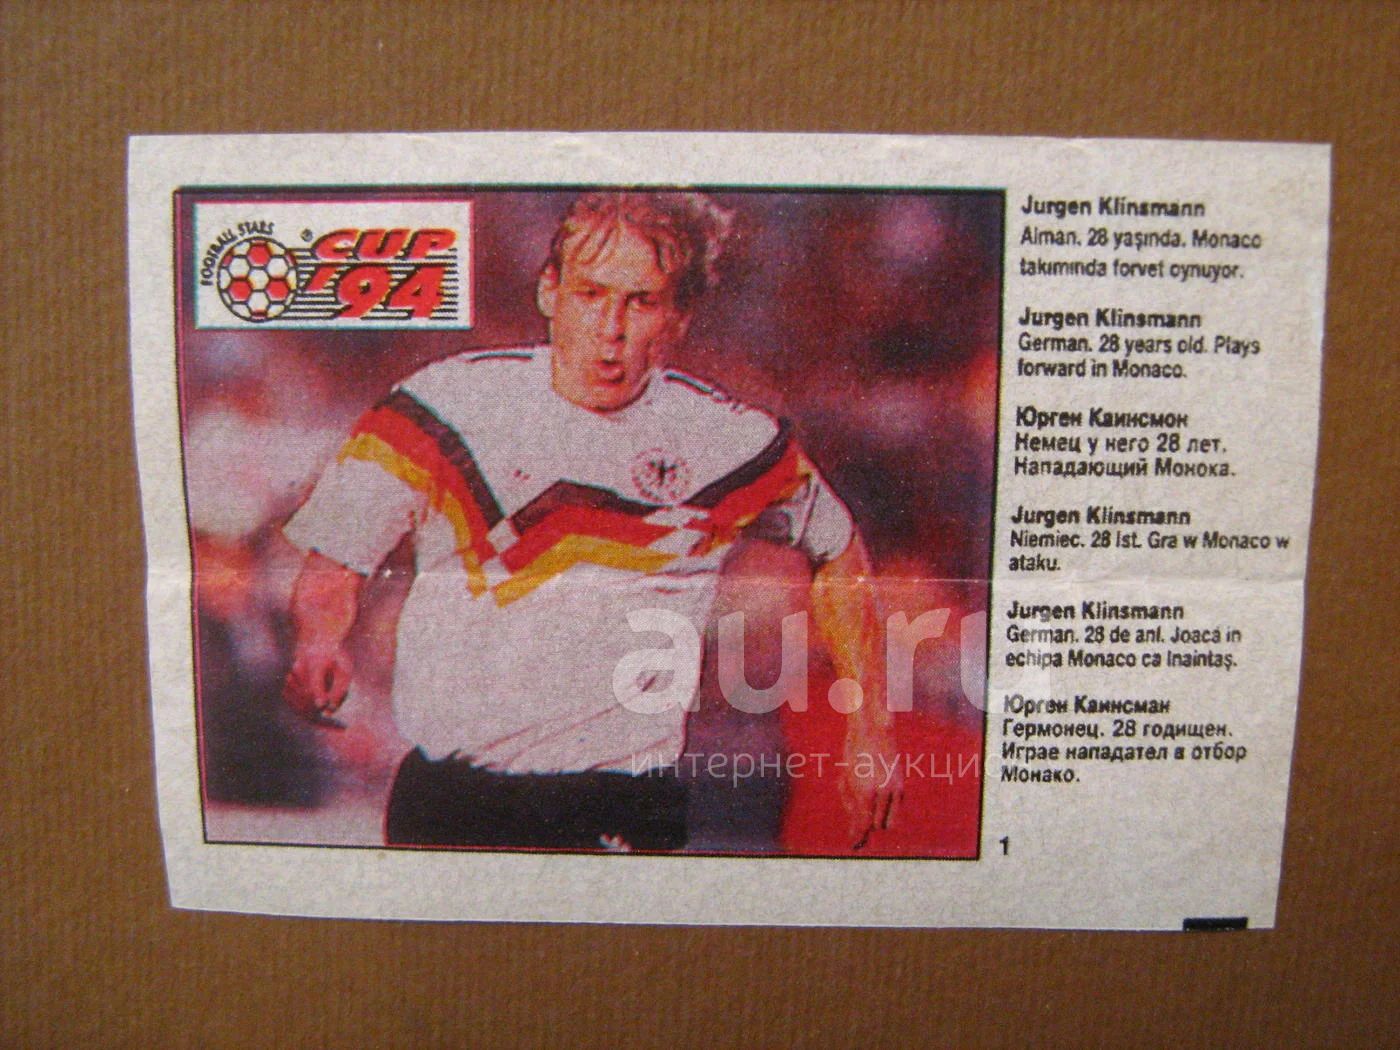 FOOTBALL STARS
CUP
'94
Jurgen Klinsmann
Alman. 28 yaşında. Monaco
takımında forvet oynuyor.
Jurgen Klinsmann
German. 28 years old. Plays
forward in Monaco.
Юрген Каинсмон
Немец у него 28 лет.
Нападающий Монока.
Jurgen Klinsmann
Niemiec. 28 lst. Gra w Monaco w
ataku.
Jurgen Klinsmann
German. 28 de anl. Joacă in
echipa Monaco ca Inaintaş.
Юрген Каинсман
Гермонец. 28 годищен.
Играе нападател в отбор
Монако.
1
au.ru
интернет-аукцион